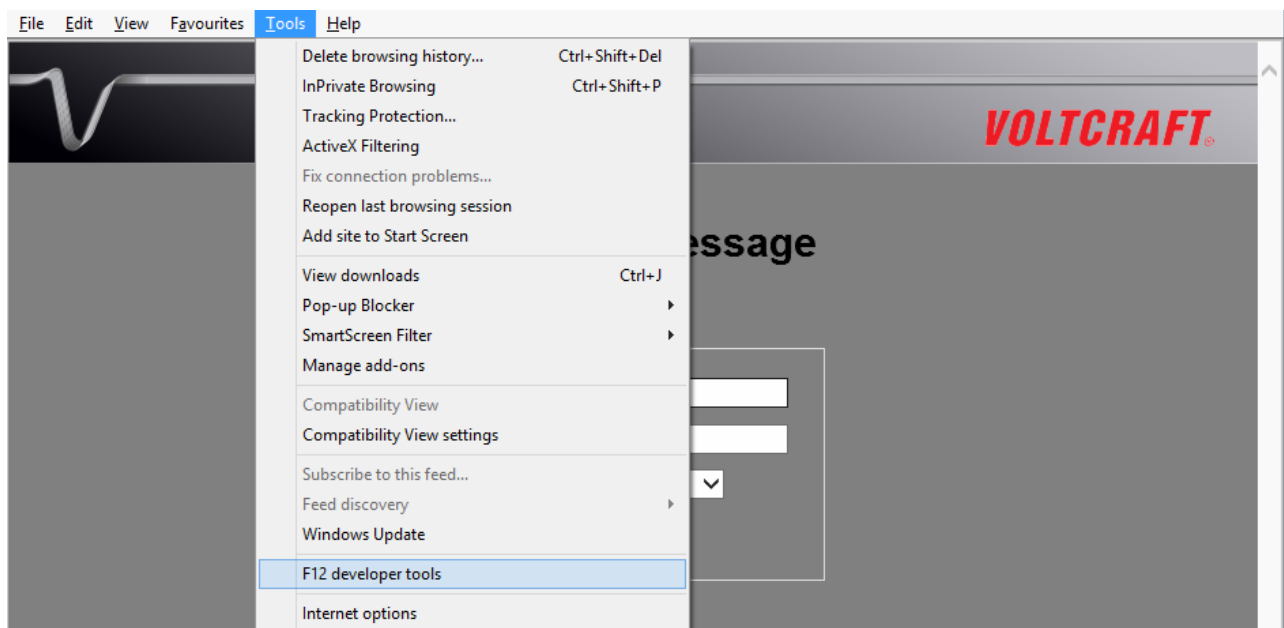 File Edit View Favourites Tools Help
Delete browsing history... Ctrl+Shift+Del
InPrivate Browsing Ctrl+Shift+P
Tracking Protection...
ActiveX Filtering
Fix connection problems...
Reopen last browsing session
Add site to Start Screen
View downloads Ctrl+J
Pop-up Blocker
SmartScreen Filter
Manage add-ons
Compatibility View
Compatibility View settings
Subscribe to this feed...
Feed discovery
Windows Update
F12 developer tools
Internet options
VOLTCRAFT®
essage